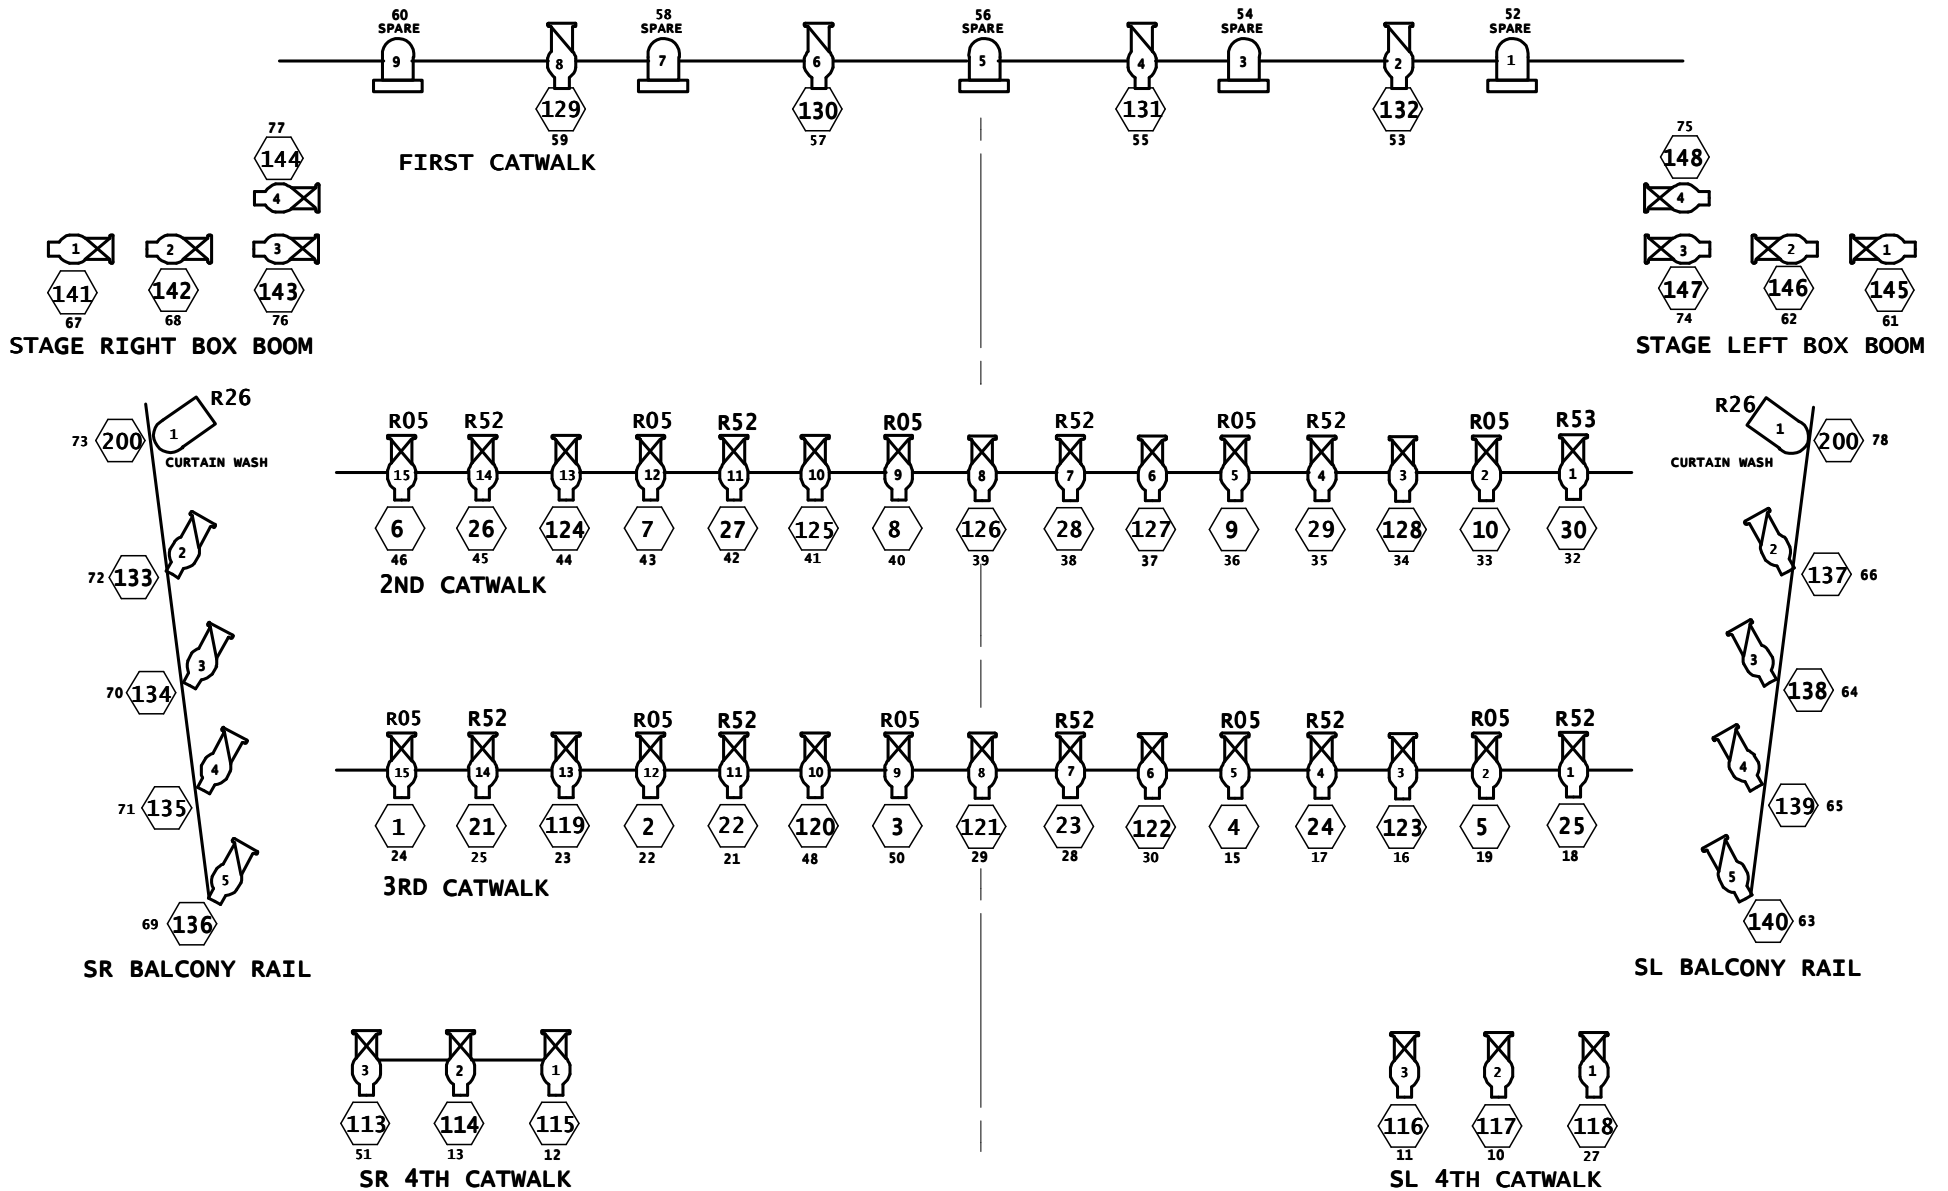 60 58 56 54 52
SPARE SPARE SPARE SPARE SPARE
9 8 7 6 5 4 3 2 1
129 130 131 132
59 57 55 53
FIRST CATWALK
77 75
144 148
4 4
1 2 3 3 2 1
141 142 143 147 146 145
67 68 76 74 62 61
STAGE RIGHT BOX BOOM STAGE LEFT BOX BOOM
R26 R26
73 200 1 1 200 78
CURTAIN WASH CURTAIN WASH
R05 R52 R05 R52 R05 R52 R05 R52 R05 R53
15 14 13 12 11 10 9 8 7 6 5 4 3 2 1
6 26 124 7 27 125 8 126 28 127 9 29 128 10 30
46 45 44 43 42 41 40 39 38 37 36 35 34 33 32
2ND CATWALK
2 2
72 133 137 66
3 3
70 134 138 64
R05 R52 R05 R52 R05 R52 R05 R52 R05 R52
15 14 13 12 11 10 9 8 7 6 5 4 3 2 1
1 21 119 2 22 120 3 121 23 122 4 24 123 5 25
24 25 23 22 21 48 50 29 28 30 15 17 16 19 18
3RD CATWALK
4 4
71 135 139 65
5 5
69 136 140 63
SR BALCONY RAIL SL BALCONY RAIL
3 2 1 3 2 1
113 114 115 116 117 118
51 13 12 11 10 27
SR 4TH CATWALK SL 4TH CATWALK